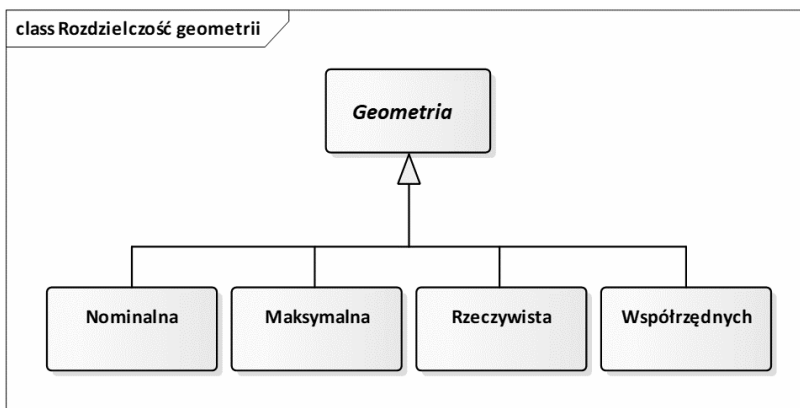 class Rozdzielczość geometrii
Geometria
Nominalna
Maksymalna
Rzeczywista
Współrzędnych